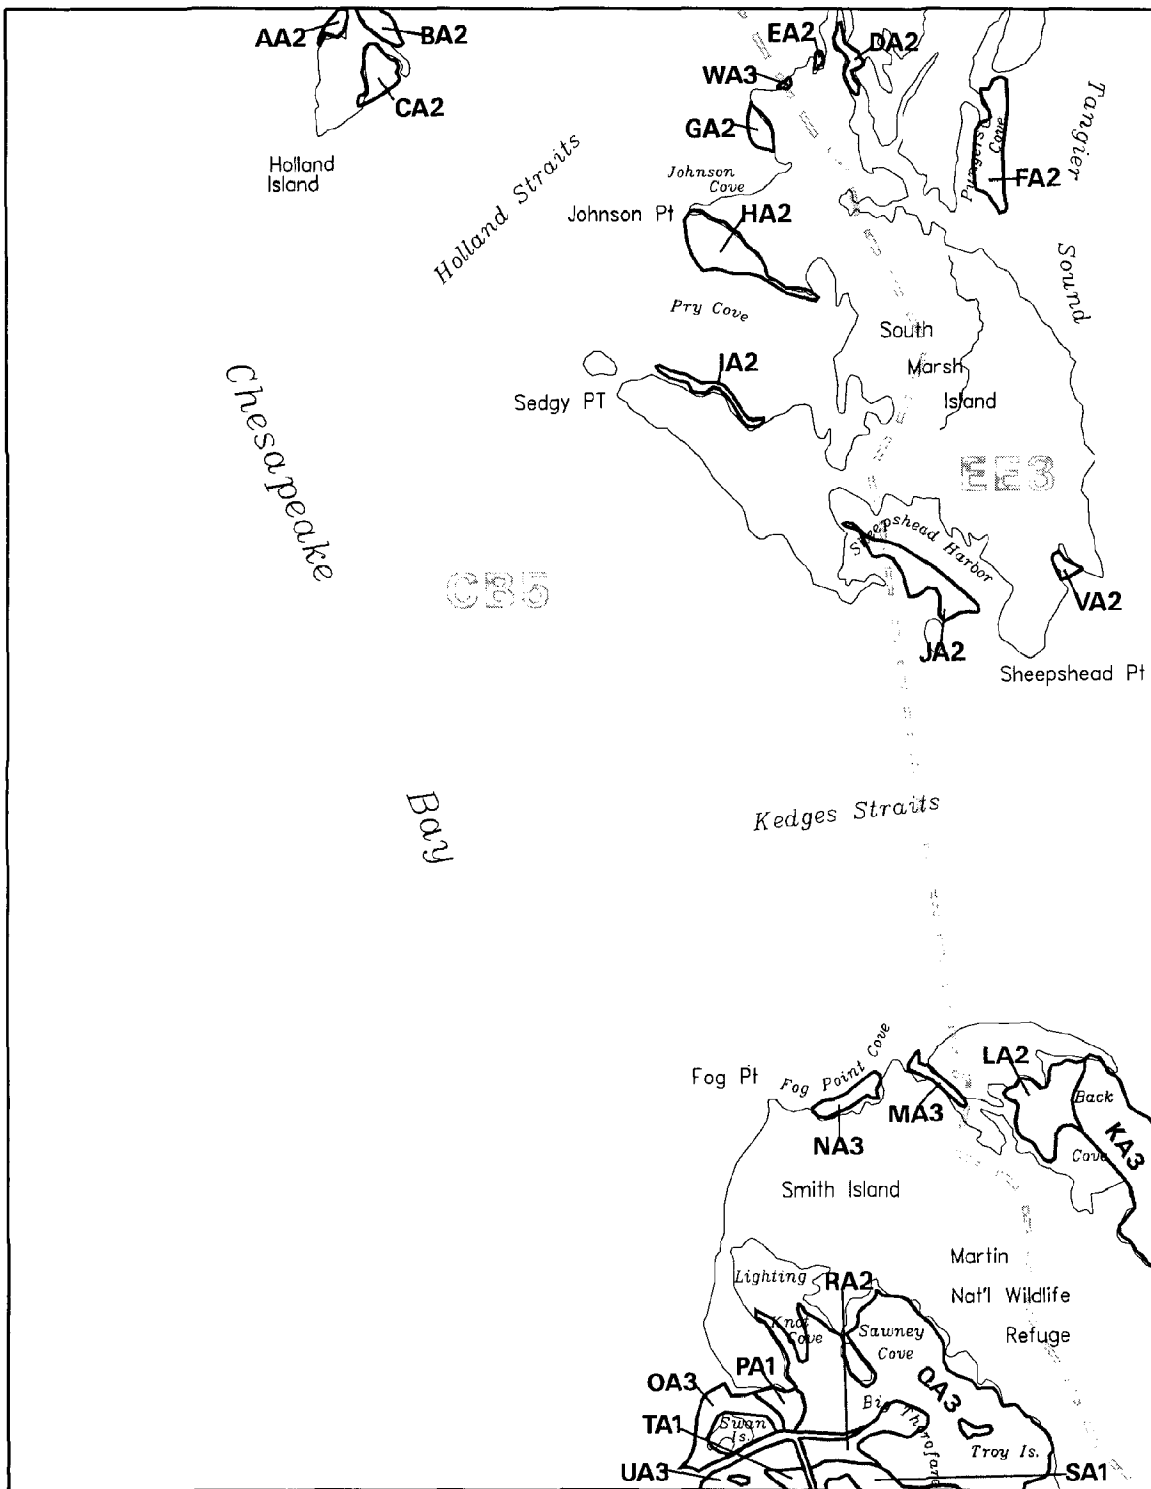 AA2
BA2
CA2
Holland
Island
EA2
DA2
WA3
GA2
Tangier
Cove
FA2
Johnson
Cove
Johnson Pt
HA2
Holland Straits
Sound
Pry Cove
South
Marsh
Island
IA2
Sedgy PT
Chesapeake
EE3
CB5
Sheepshead Harbor
VA2
JA2
Sheepshead Pt
Bay
Kedges Straits
Fog Point Cove
Fog Pt
LA2
Back
Cove
KA3
MA3
NA3
Smith Island
Martin
Nat'l Wildlife
Refuge
Lighting
Knot
Cove
RA2
Sawney
Cove
PA1
OA3
QA3
TA1
Swan
Is.
Big Thorofare
Troy Is.
UA3
SA1